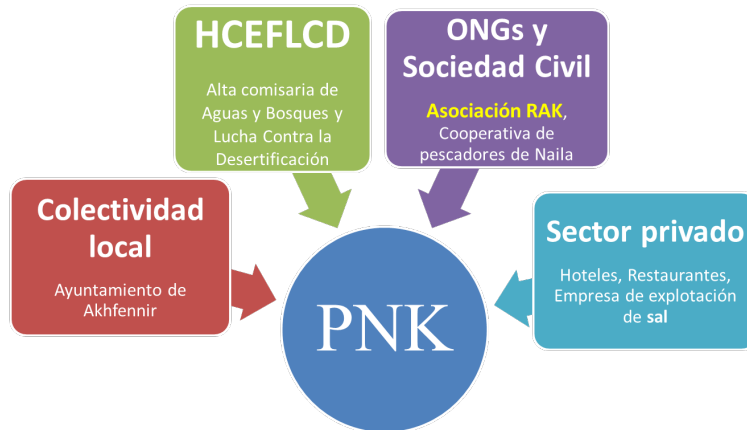 HCEFLCD
Alta comisaria de
Aguas y Bosques y
Lucha Contra la
Desertificación
ONGs y
Sociedad Civil
Asociación RAK,
Cooperativa de
pescadores de Naila
Colectividad
local
Ayuntamiento de
Akhfennir
Sector privado
Hoteles, Restaurantes,
Empresa de explotación
de sal
PNK